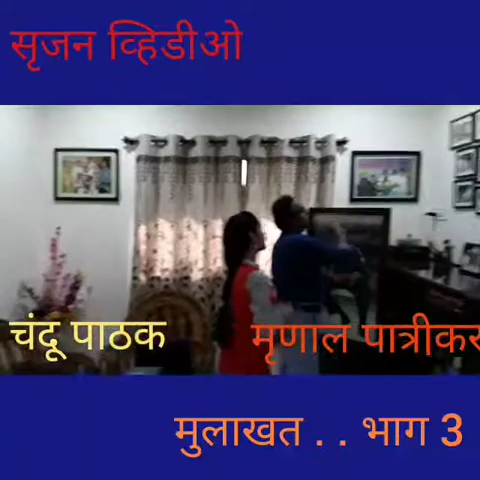 सृजन व्हिडीओ
चंदू पाठक
मृणाल पात्रीकर
मुलाखत . . भाग 3